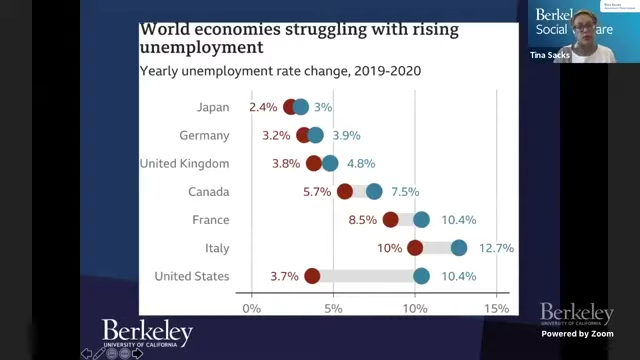 World economies struggling with rising
unemployment
Yearly unemployment rate change, 2019-2020
Japan 2.4% 3%
Germany 3.2% 3.9%
United Kingdom 3.8% 4.8%
Canada 5.7% 7.5%
France 8.5% 10.4%
Italy 10% 12.7%
United States 3.7% 10.4%
0% 5% 10% 15%
Berkeley
UNIVERSITY OF CALIFORNIA
Berkeley
Social
Tina Sacks
Tina Sacks
Berkeley
UNIVERSITY OF CALIFORNIA
Powered by Zoom